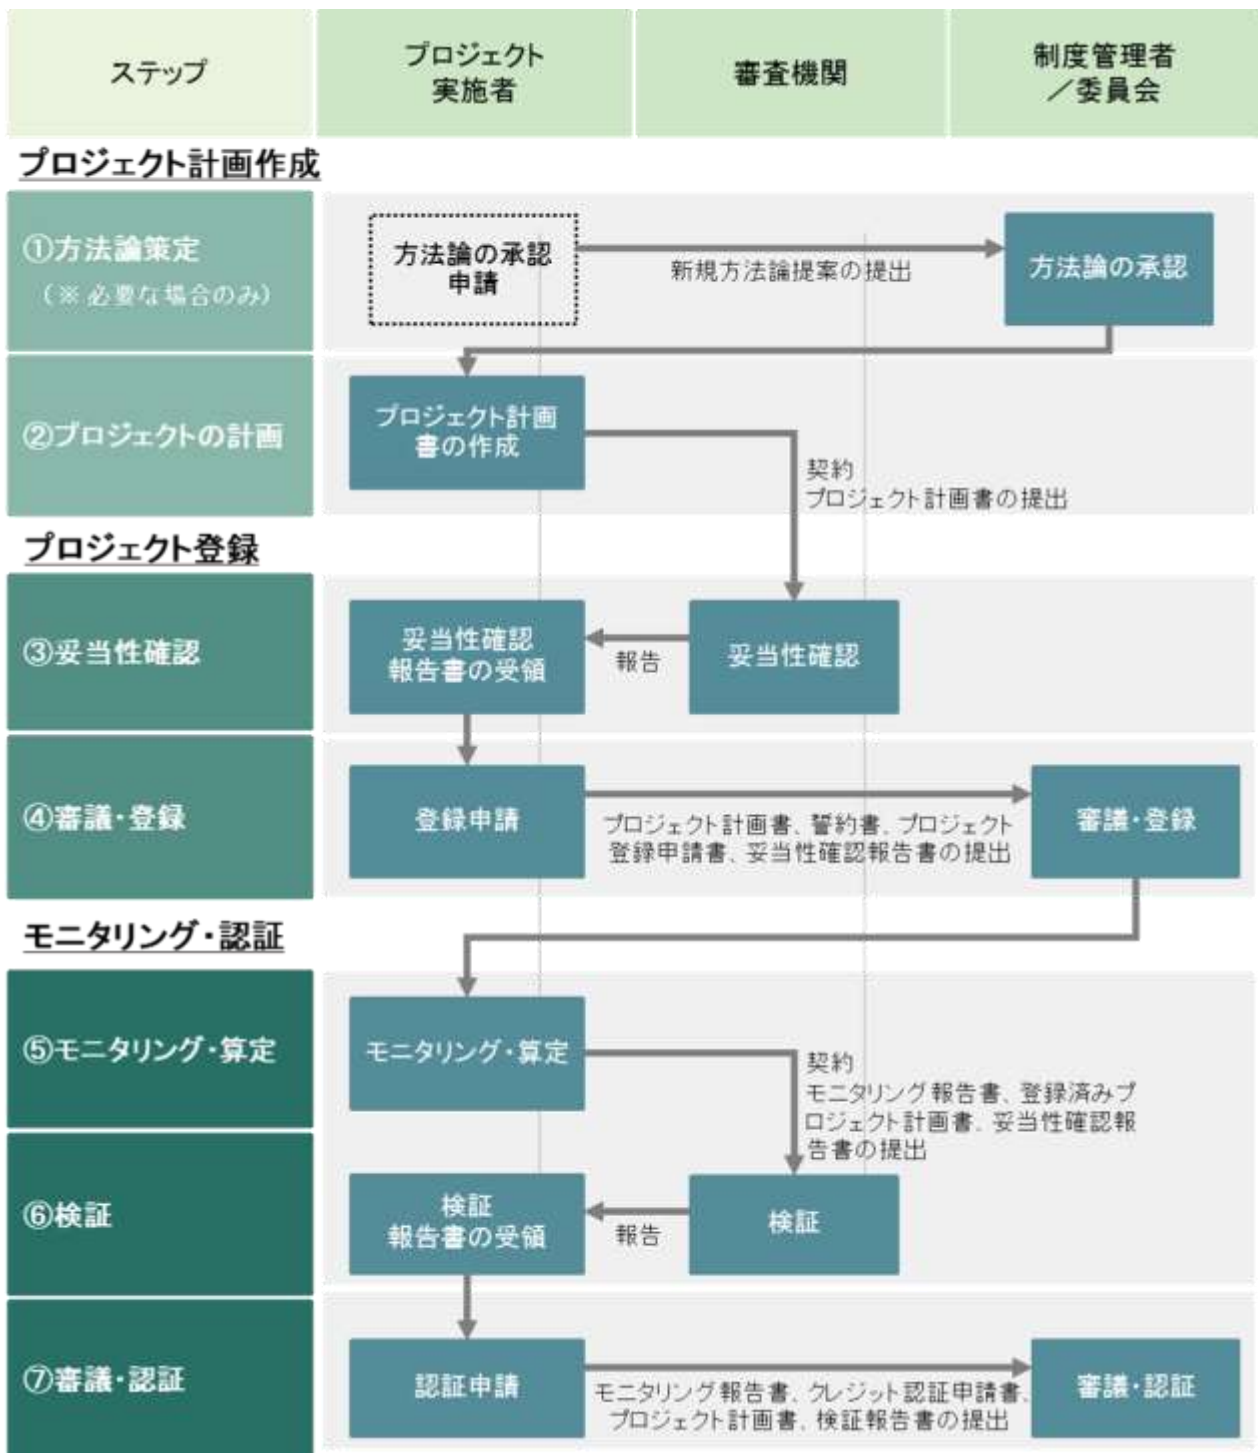 ステップ
プロジェクト
実施者
審査機関
制度管理者
／委員会
プロジェクト計画作成
①方法論策定
（※必要な場合のみ）
方法論の承認
申請
新規方法論提案の提出
方法論の承認
②プロジェクトの計画
プロジェクト計画
書の作成
契約
プロジェクト計画書の提出
プロジェクト登録
③妥当性確認
妥当性確認
報告書の受領
報告
妥当性確認
④審議・登録
登録申請
プロジェクト計画書、誓約書、プロジェクト
登録申請書、妥当性確認報告書の提出
審議・登録
モニタリング・認証
⑤モニタリング・算定
モニタリング・算定
契約
モニタリング報告書、登録済みプ
ロジェクト計画書、妥当性確認報
告書の提出
⑥検証
検証
報告書の受領
報告
検証
⑦審議・認証
認証申請
モニタリング報告書、クレジット認証申請書、
プロジェクト計画書、検証報告書の提出
審議・認証